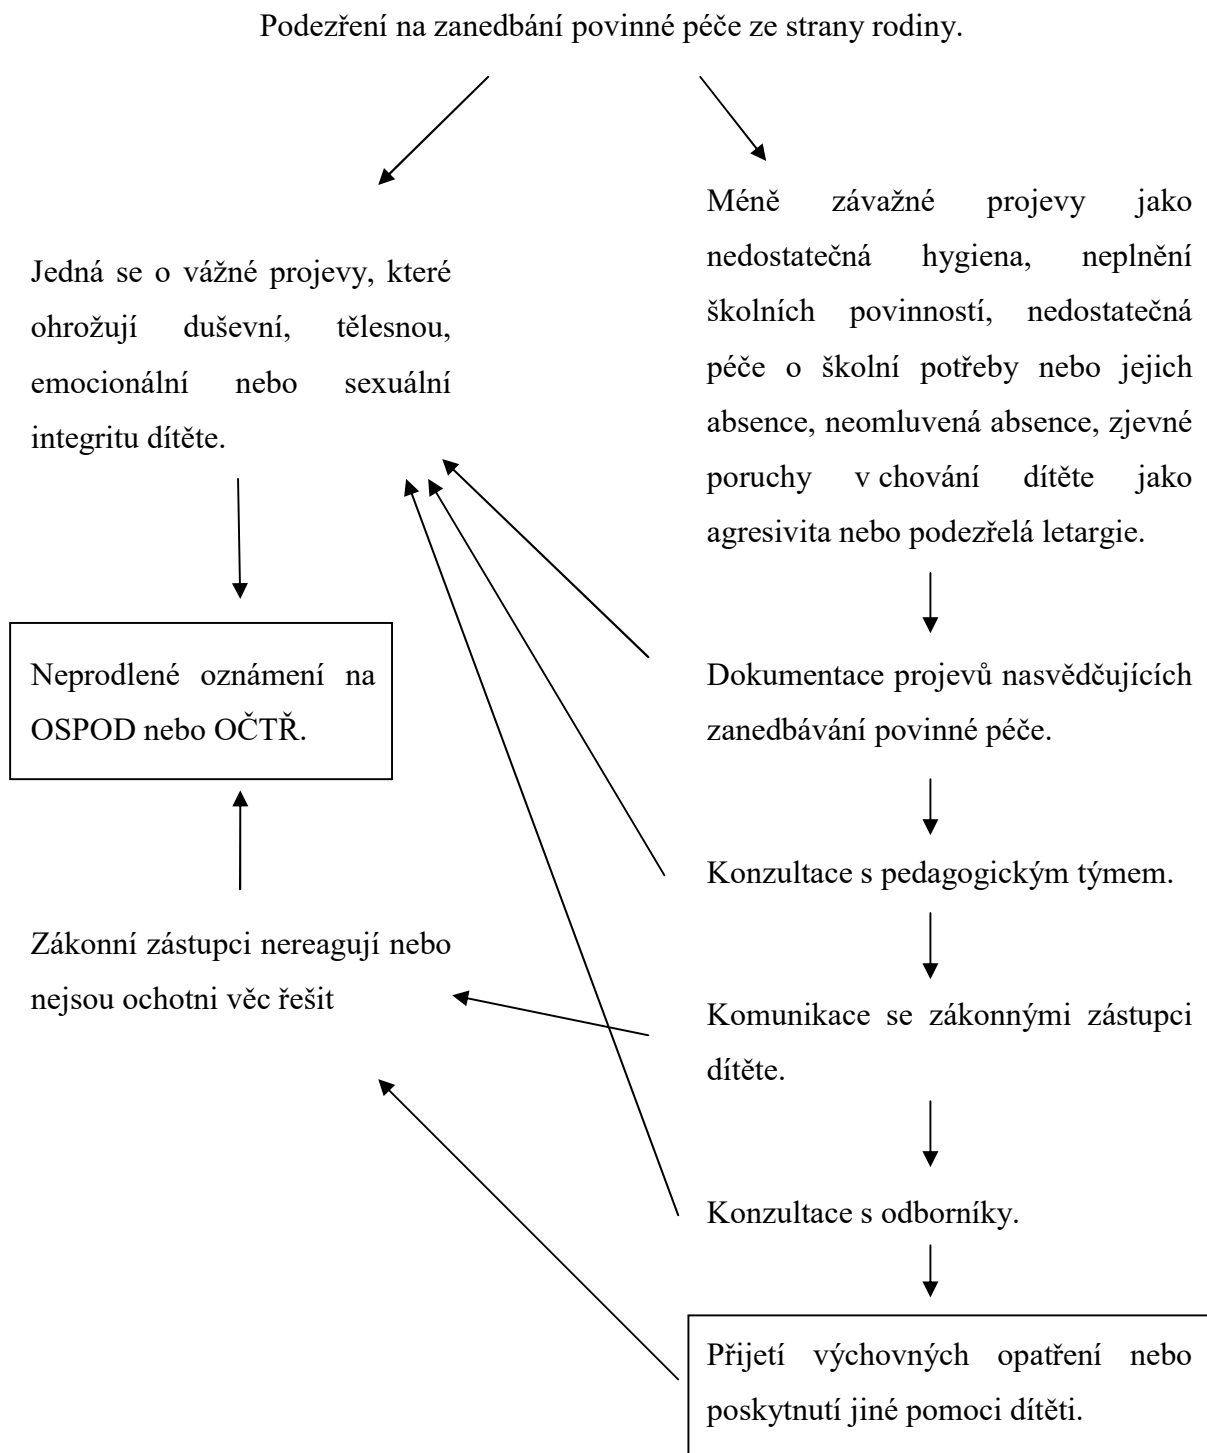 Podezření na zanedbání povinné péče ze strany rodiny.
Jedná se o vážné projevy, které
ohrožují duševní, tělesnou,
emocionální nebo sexuální
integritu dítěte.
Neprodlené oznámení na
OSPOD nebo OČTŘ.
Zákonní zástupci nereagují nebo
nejsou ochotni věc řešit
Méně závažné projevy jako
nedostatečná hygiena, neplnění
školních povinností, nedostatečná
péče o školní potřeby nebo jejich
absence, neomluvená absence, zjevné
poruchy v chování dítěte jako
agresivita nebo podezřelá letargie.
Dokumentace projevů nasvědčujících
zanedbávání povinné péče.
Konzultace s pedagogickým týmem.
Komunikace se zákonnými zástupci
dítěte.
Konzultace s odborníky.
Přijetí výchovných opatření nebo
poskytnutí jiné pomoci dítěti.